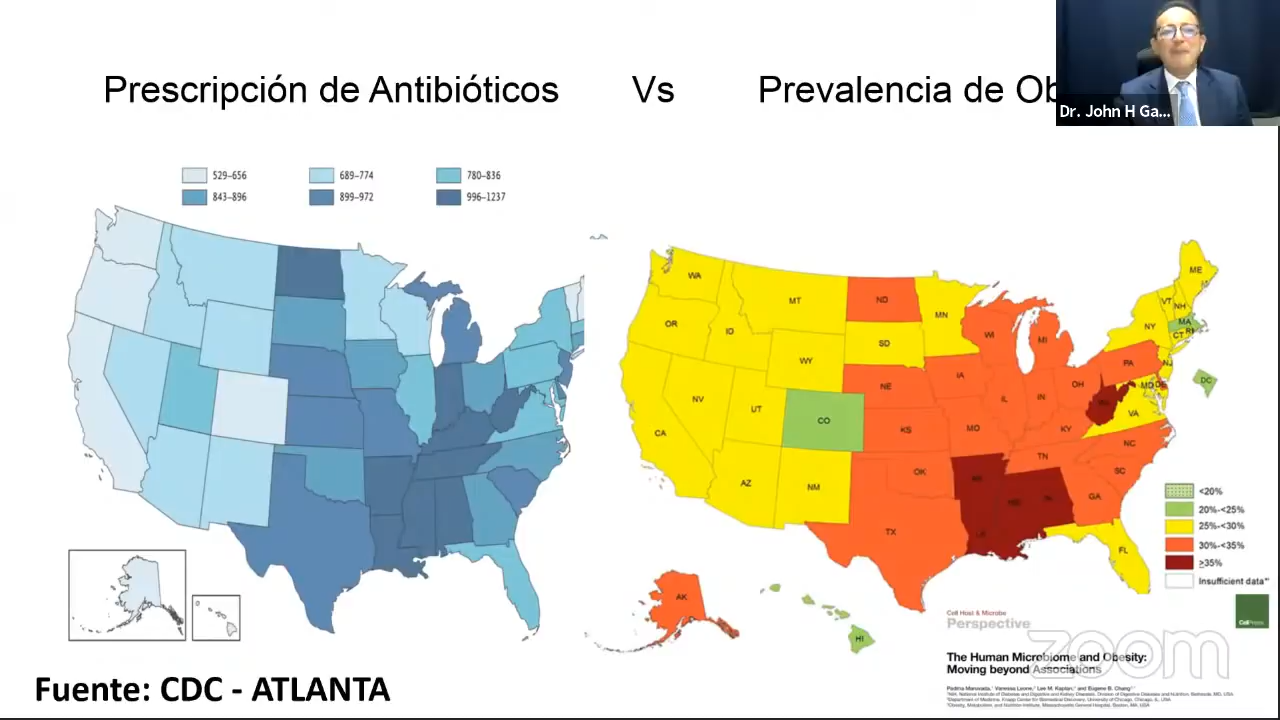 Prescripción de Antibióticos Vs Prevalencia de Ob
Dr. John H Ga...
529–656 689–774 780–836
843–896 899–972 996–1237
WA
MT
ND
MN
OR
ID
WY
SD
WI
MI
NY
VT
NH
ME
MA
RI
CT
NJ
PA
NV
UT
CO
NE
IA
IL
IN
OH
MD
DE
DC
VA
CA
KS
MO
KY
NC
AZ
NM
OK
TN
SC
TX
GA
LA
FL
AK
HI
<20%
20%-<25%
25%-<30%
30%-<35%
≥35%
Insufficient data*
Cell Host & Microbe
Perspective
CellPress
zoom
The Human Microbiome and Obesity:
Moving beyond Associations
Fuente: CDC - ATLANTA